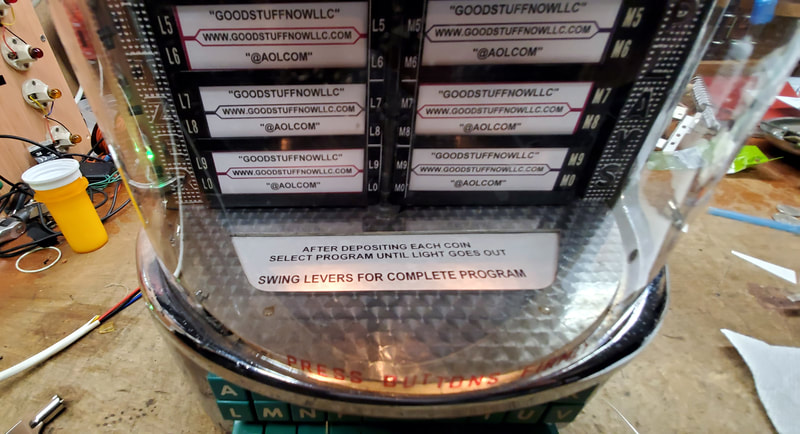 "GOODSTUFFNOWLLC"
L5 WWW.GOODSTUFFNOWLLC.COM L5
L6 "@AOLCOM" L6
"GOODSTUFFNOWLLC" M5
M5 WWW.GOODSTUFFNOWLLC.COM
M6 "@AOLCOM" M6
L7 "GOODSTUFFNOWLLC"
WWW.GOODSTUFFNOWLLC.COM L7
L8 "@AOLCOM" L8
"GOODSTUFFNOWLLC" M7
M7 WWW.GOODSTUFFNOWLLC.COM
M8 "@AOLCOM" M8
L9 "GOODSTUFFNOWLLC" L9
WWW.GOODSTUFFNOWLLC.COM
L0 "@AOLCOM" L0
M9 "GOODSTUFFNOWLLC" M9
WWW.GOODSTUFFNOWLLC.COM
M0 "@AOLCOM" M0
AFTER DEPOSITING EACH COIN
SELECT PROGRAM UNTIL LIGHT GOES OUT
SWING LEVERS FOR COMPLETE PROGRAM
PRESS BUTTONS FIRMLY
A
L M N T U V